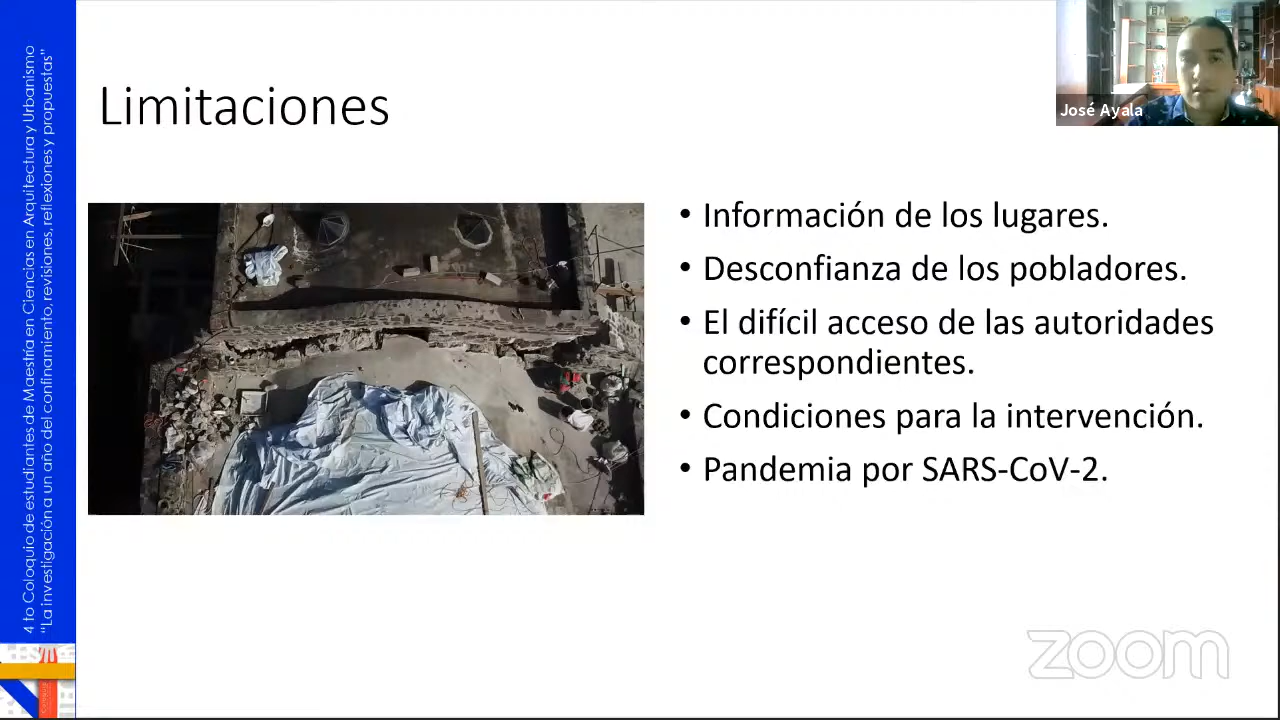 4 to Coloquio de estudiantes de Maestría en Ciencias en Arquitectura y Urbanismo
"La investigación a un año del confinamiento, revisiones, reflexiones y propuestas"
Limitaciones
José Ayala
• Información de los lugares.
• Desconfianza de los pobladores.
• El difícil acceso de las autoridades
correspondientes.
• Condiciones para la intervención.
• Pandemia por SARS-CoV-2.
zoom